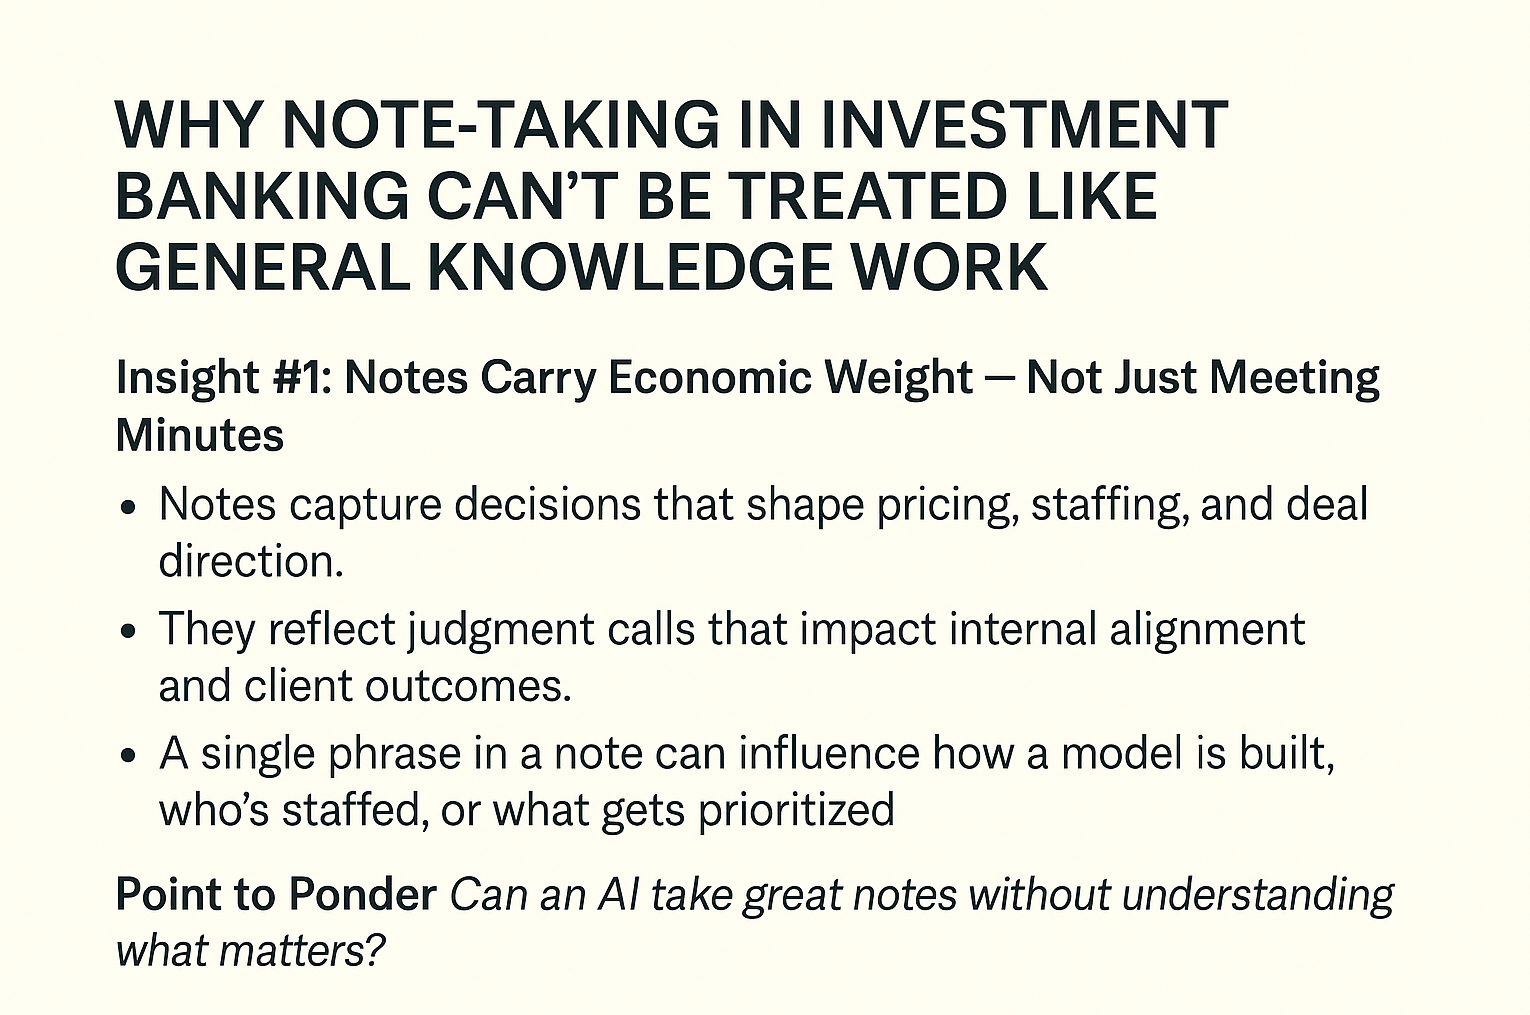 WHY NOTE-TAKING IN INVESTMENT
BANKING CAN’T BE TREATED LIKE
GENERAL KNOWLEDGE WORK
Insight #1: Notes Carry Economic Weight — Not Just Meeting
Minutes
• Notes capture decisions that shape pricing, staffing, and deal
direction.
• They reflect judgment calls that impact internal alignment
and client outcomes.
• A single phrase in a note can influence how a model is built,
who’s staffed, or what gets prioritized
Point to Ponder Can an AI take great notes without understanding
what matters?